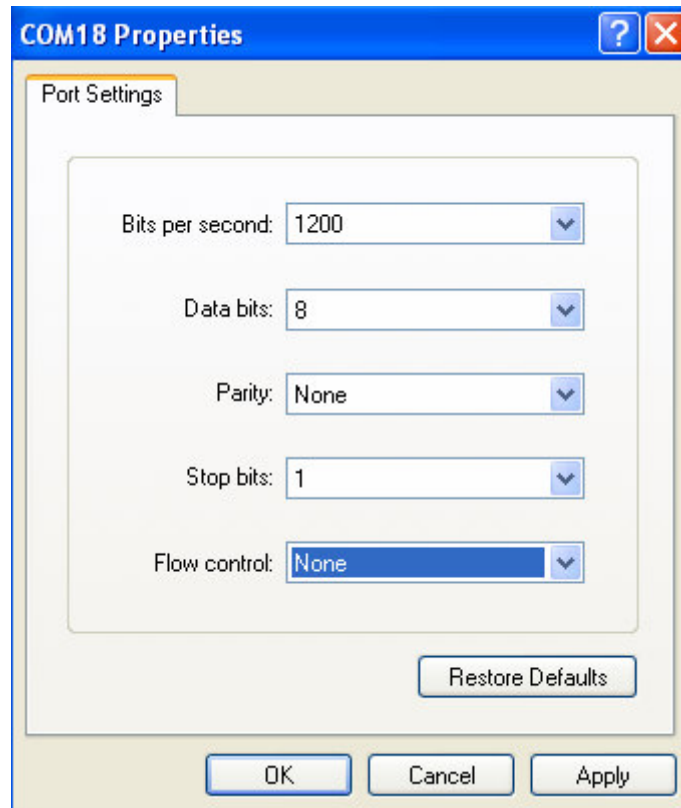 COM18 Properties
Port Settings
Bits per second: 1200
Data bits: 8
Parity: None
Stop bits: 1
Flow control: None
Restore Defaults
OK Cancel Apply